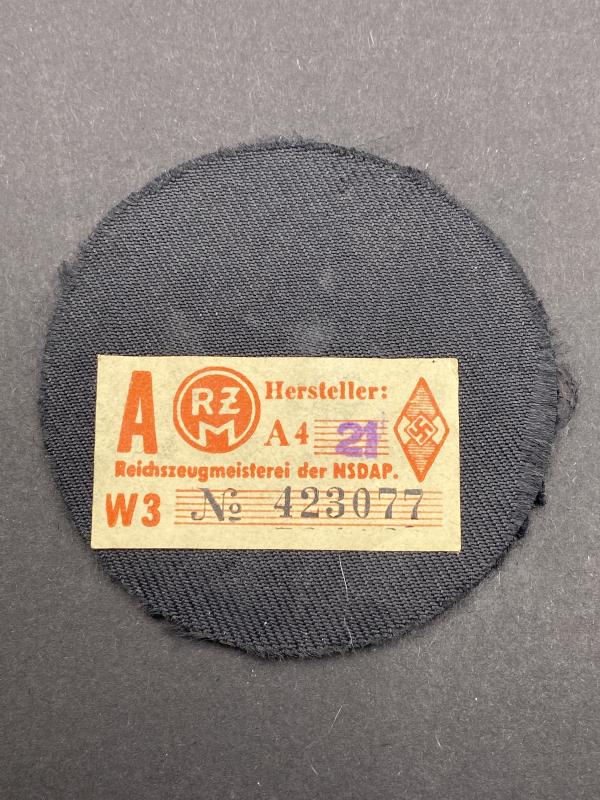 A RZM Hersteller:
A4 21
Reichszeugmeisterei der NSDAP.
W3 № 423077